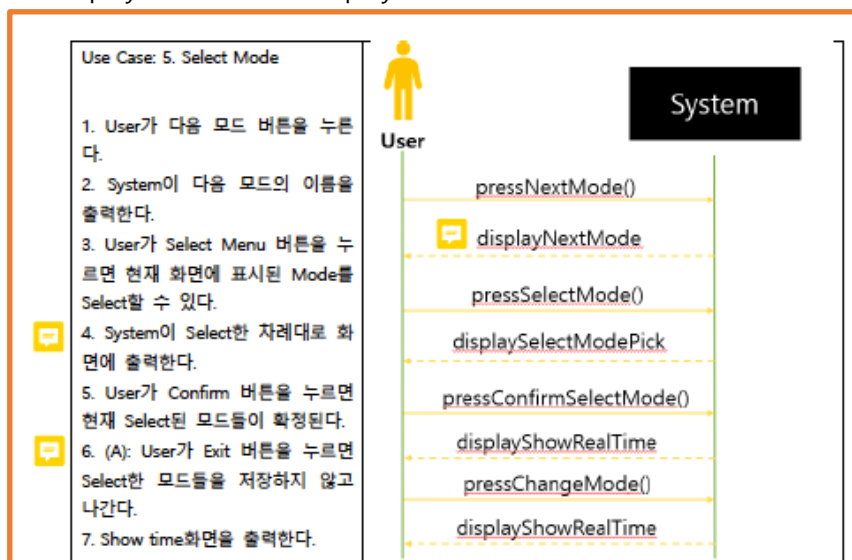 Use Case: 5. Select Mode
1. User가 다음 모드 버튼을 누른
다.
2. System이 다음 모드의 이름을
출력한다.
3. User가 Select Menu 버튼을 누
르면 현재 화면에 표시된 Mode를
Select할 수 있다.
4. System이 Select한 차례대로 화
면에 출력한다.
5. User가 Confirm 버튼을 누르면
현재 Select된 모드들이 확정된다.
6. (A): User가 Exit 버튼을 누르면
Select한 모드들을 저장하지 않고
나간다.
7. Show time화면을 출력한다.
User
System
pressNextMode()
displayNextMode
pressSelectMode()
displaySelectModePick
pressConfirmSelectMode()
displayShowRealTime
pressChangeMode()
displayShowRealTime